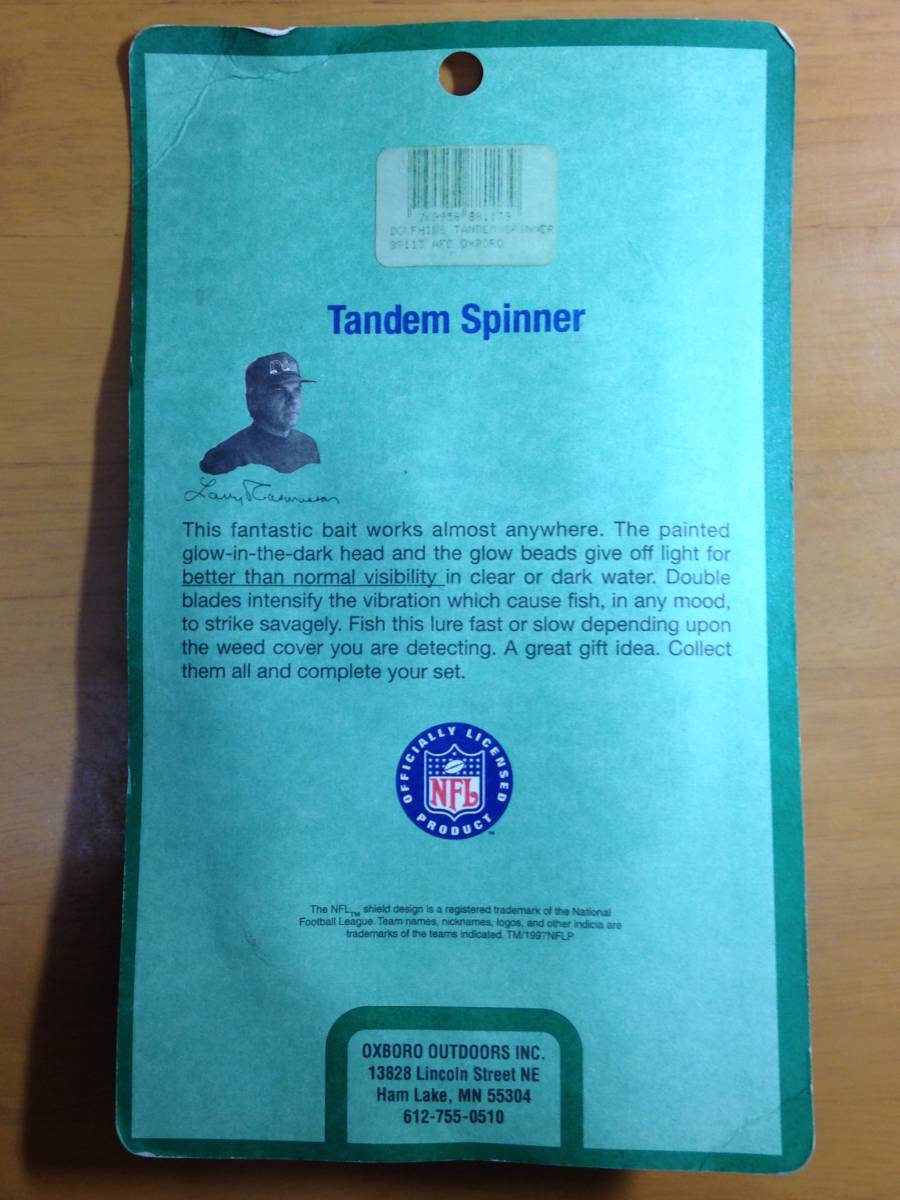 DOLPHINS TANDEM SPINNER
AFC OXBORO
Tandem Spinner
Larry Rasmussen
This fantastic bait works almost anywhere. The painted
glow-in-the-dark head and the glow beads give off light for
better than normal visibility in clear or dark water. Double
blades intensify the vibration which cause fish, in any mood,
to strike savagely. Fish this lure fast or slow depending upon
the weed cover you are detecting. A great gift idea. Collect
them all and complete your set.
OFFICIALLY LICENSED
NFL
PRODUCT™
The NFL™ shield design is a registered trademark of the National
Football League. Team names, nicknames, logos, and other indicia are
trademarks of the teams indicated. TM/1997NFLP
OXBORO OUTDOORS INC.
13828 Lincoln Street NE
Ham Lake, MN 55304
612-755-0510